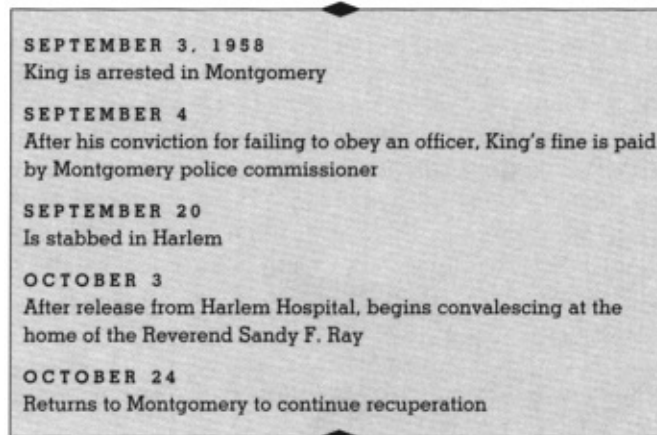 SEPTEMBER 3, 1958
King is arrested in Montgomery
SEPTEMBER 4
After his conviction for failing to obey an officer, King's fine is paid
by Montgomery police commissioner
SEPTEMBER 20
Is stabbed in Harlem
OCTOBER 3
After release from Harlem Hospital, begins convalescing at the
home of the Reverend Sandy F. Ray
OCTOBER 24
Returns to Montgomery to continue recuperation